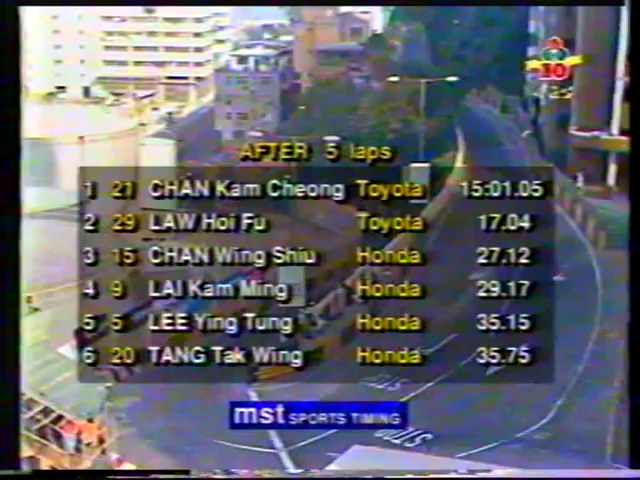 10
AFTER 5 laps
1 21 CHAN Kam Cheong Toyota 15:01.05
2 29 LAW Hoi Fu Toyota 17.04
3 15 CHAN Wing Shiu Honda 27.12
4 9 LAI Kam Ming Honda 29.17
5 5 LEE Ying Tung Honda 35.15
6 20 TANG Tak Wing Honda 35.75
mst SPORTS TIMING